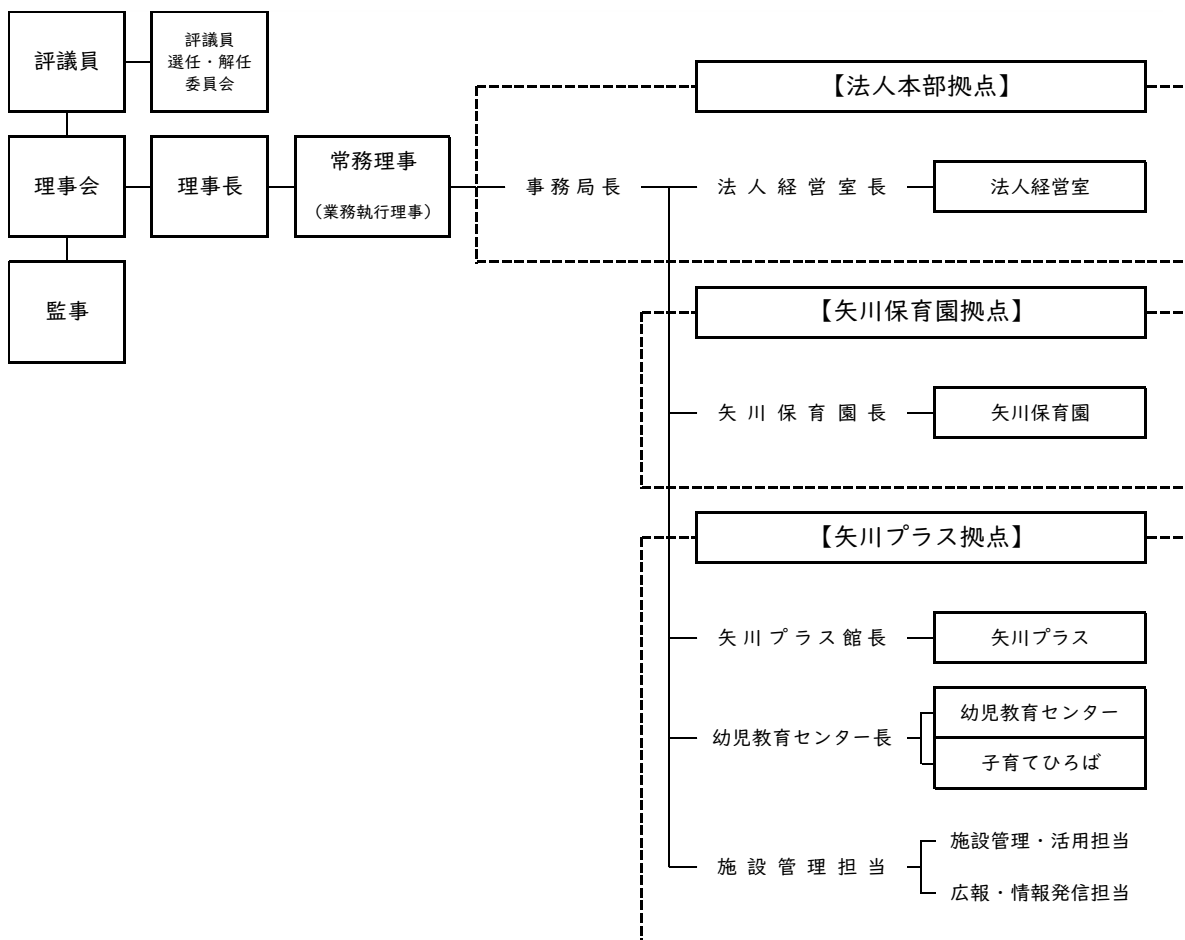 評議員
評議員
選任・解任
委員会
理事会
理事長
常務理事
（業務執行理事）
監事
【法人本部拠点】
事務局長
法人経営室長
法人経営室
【矢川保育園拠点】
矢川保育園長
矢川保育園
【矢川プラス拠点】
矢川プラス館長
矢川プラス
幼児教育センター長
幼児教育センター
子育てひろば
施設管理担当
施設管理・活用担当
広報・情報発信担当